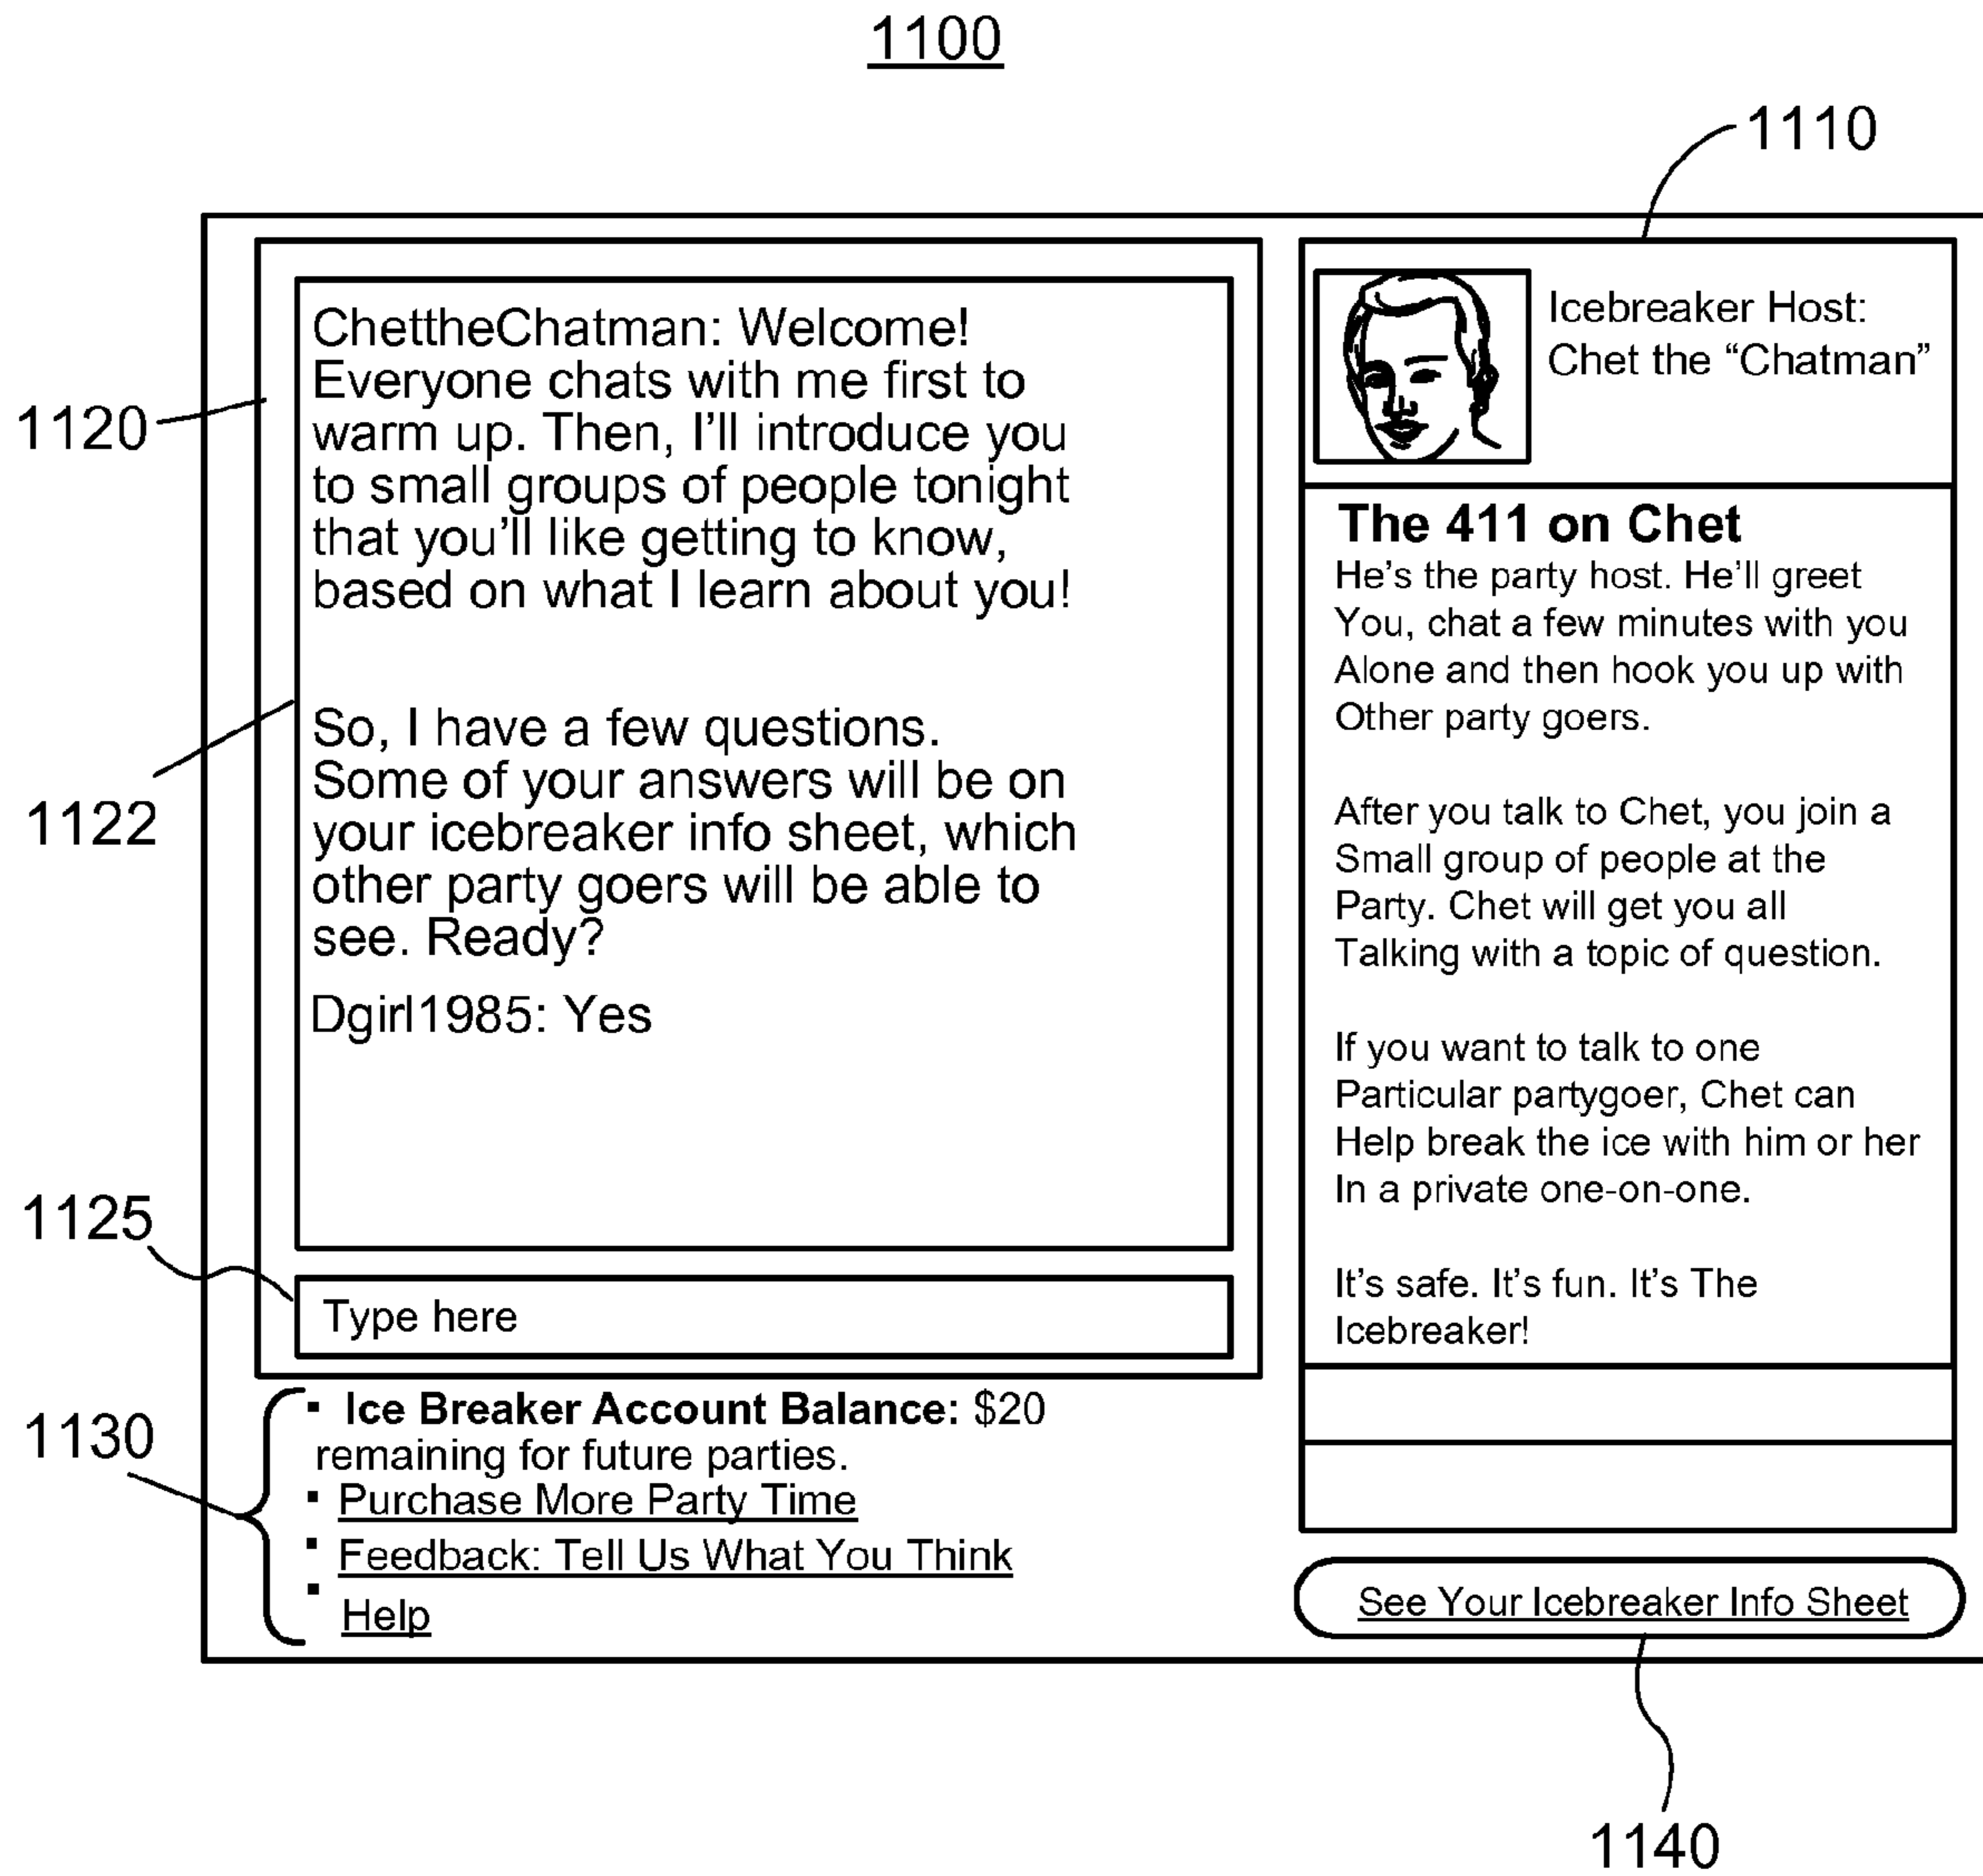 1100
1110
1120
1122
1125
1130
1140
ChettheChatman: Welcome!
Everyone chats with me first to
warm up. Then, I'll introduce you
to small groups of people tonight
that you'll like getting to know,
based on what I learn about you!
So, I have a few questions.
Some of your answers will be on
your icebreaker info sheet, which
other party goers will be able to
see. Ready?
Dgirl1985: Yes
Type here
▪ Ice Breaker Account Balance: $20
remaining for future parties.
▪ Purchase More Party Time
▪ Feedback: Tell Us What You Think
▪ Help
Icebreaker Host:
Chet the “Chatman”
The 411 on Chet
He's the party host. He'll greet
You, chat a few minutes with you
Alone and then hook you up with
Other party goers.
After you talk to Chet, you join a
Small group of people at the
Party. Chet will get you all
Talking with a topic of question.
If you want to talk to one
Particular partygoer, Chet can
Help break the ice with him or her
In a private one-on-one.
It's safe. It's fun. It's The
Icebreaker!
See Your Icebreaker Info Sheet